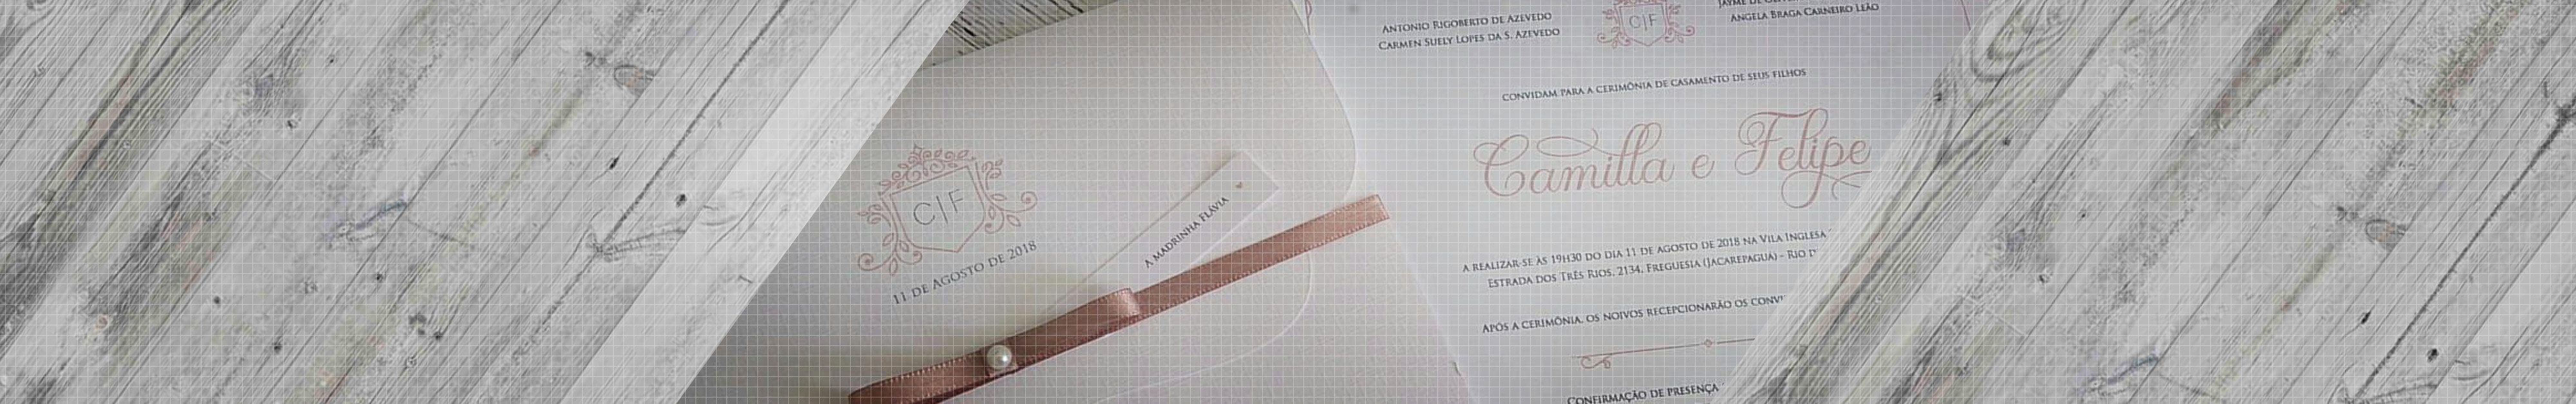 C|F
11 DE AGOSTO DE 2018
A MADRINHA FLÁVIA
ANTONIO RIGOBERTO DE AZEVEDO
CARMEN SUELY LOPES DA S. AZEVEDO
C|F
JAYME DE
ANGELA BRAGA CARNEIRO LEÃO
CONVIDAM PARA A CERIMÔNIA DE CASAMENTO DE SEUS FILHOS
Camilla e Felipe
A REALIZAR-SE ÀS 19H30 DO DIA 11 DE AGOSTO DE 2018 NA VILA INGLESA
ESTRADA DOS TRÊS RIOS, 2134, FREGUESIA (JACAREPAGUÁ) - RIO
APÓS A CERIMÔNIA, OS NOIVOS RECEPCIONARÃO OS
CONFIRMAÇÃO DE PRESENÇA